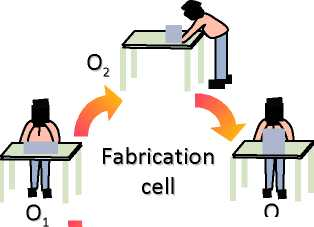 O₂
Fabrication
cell
O₁